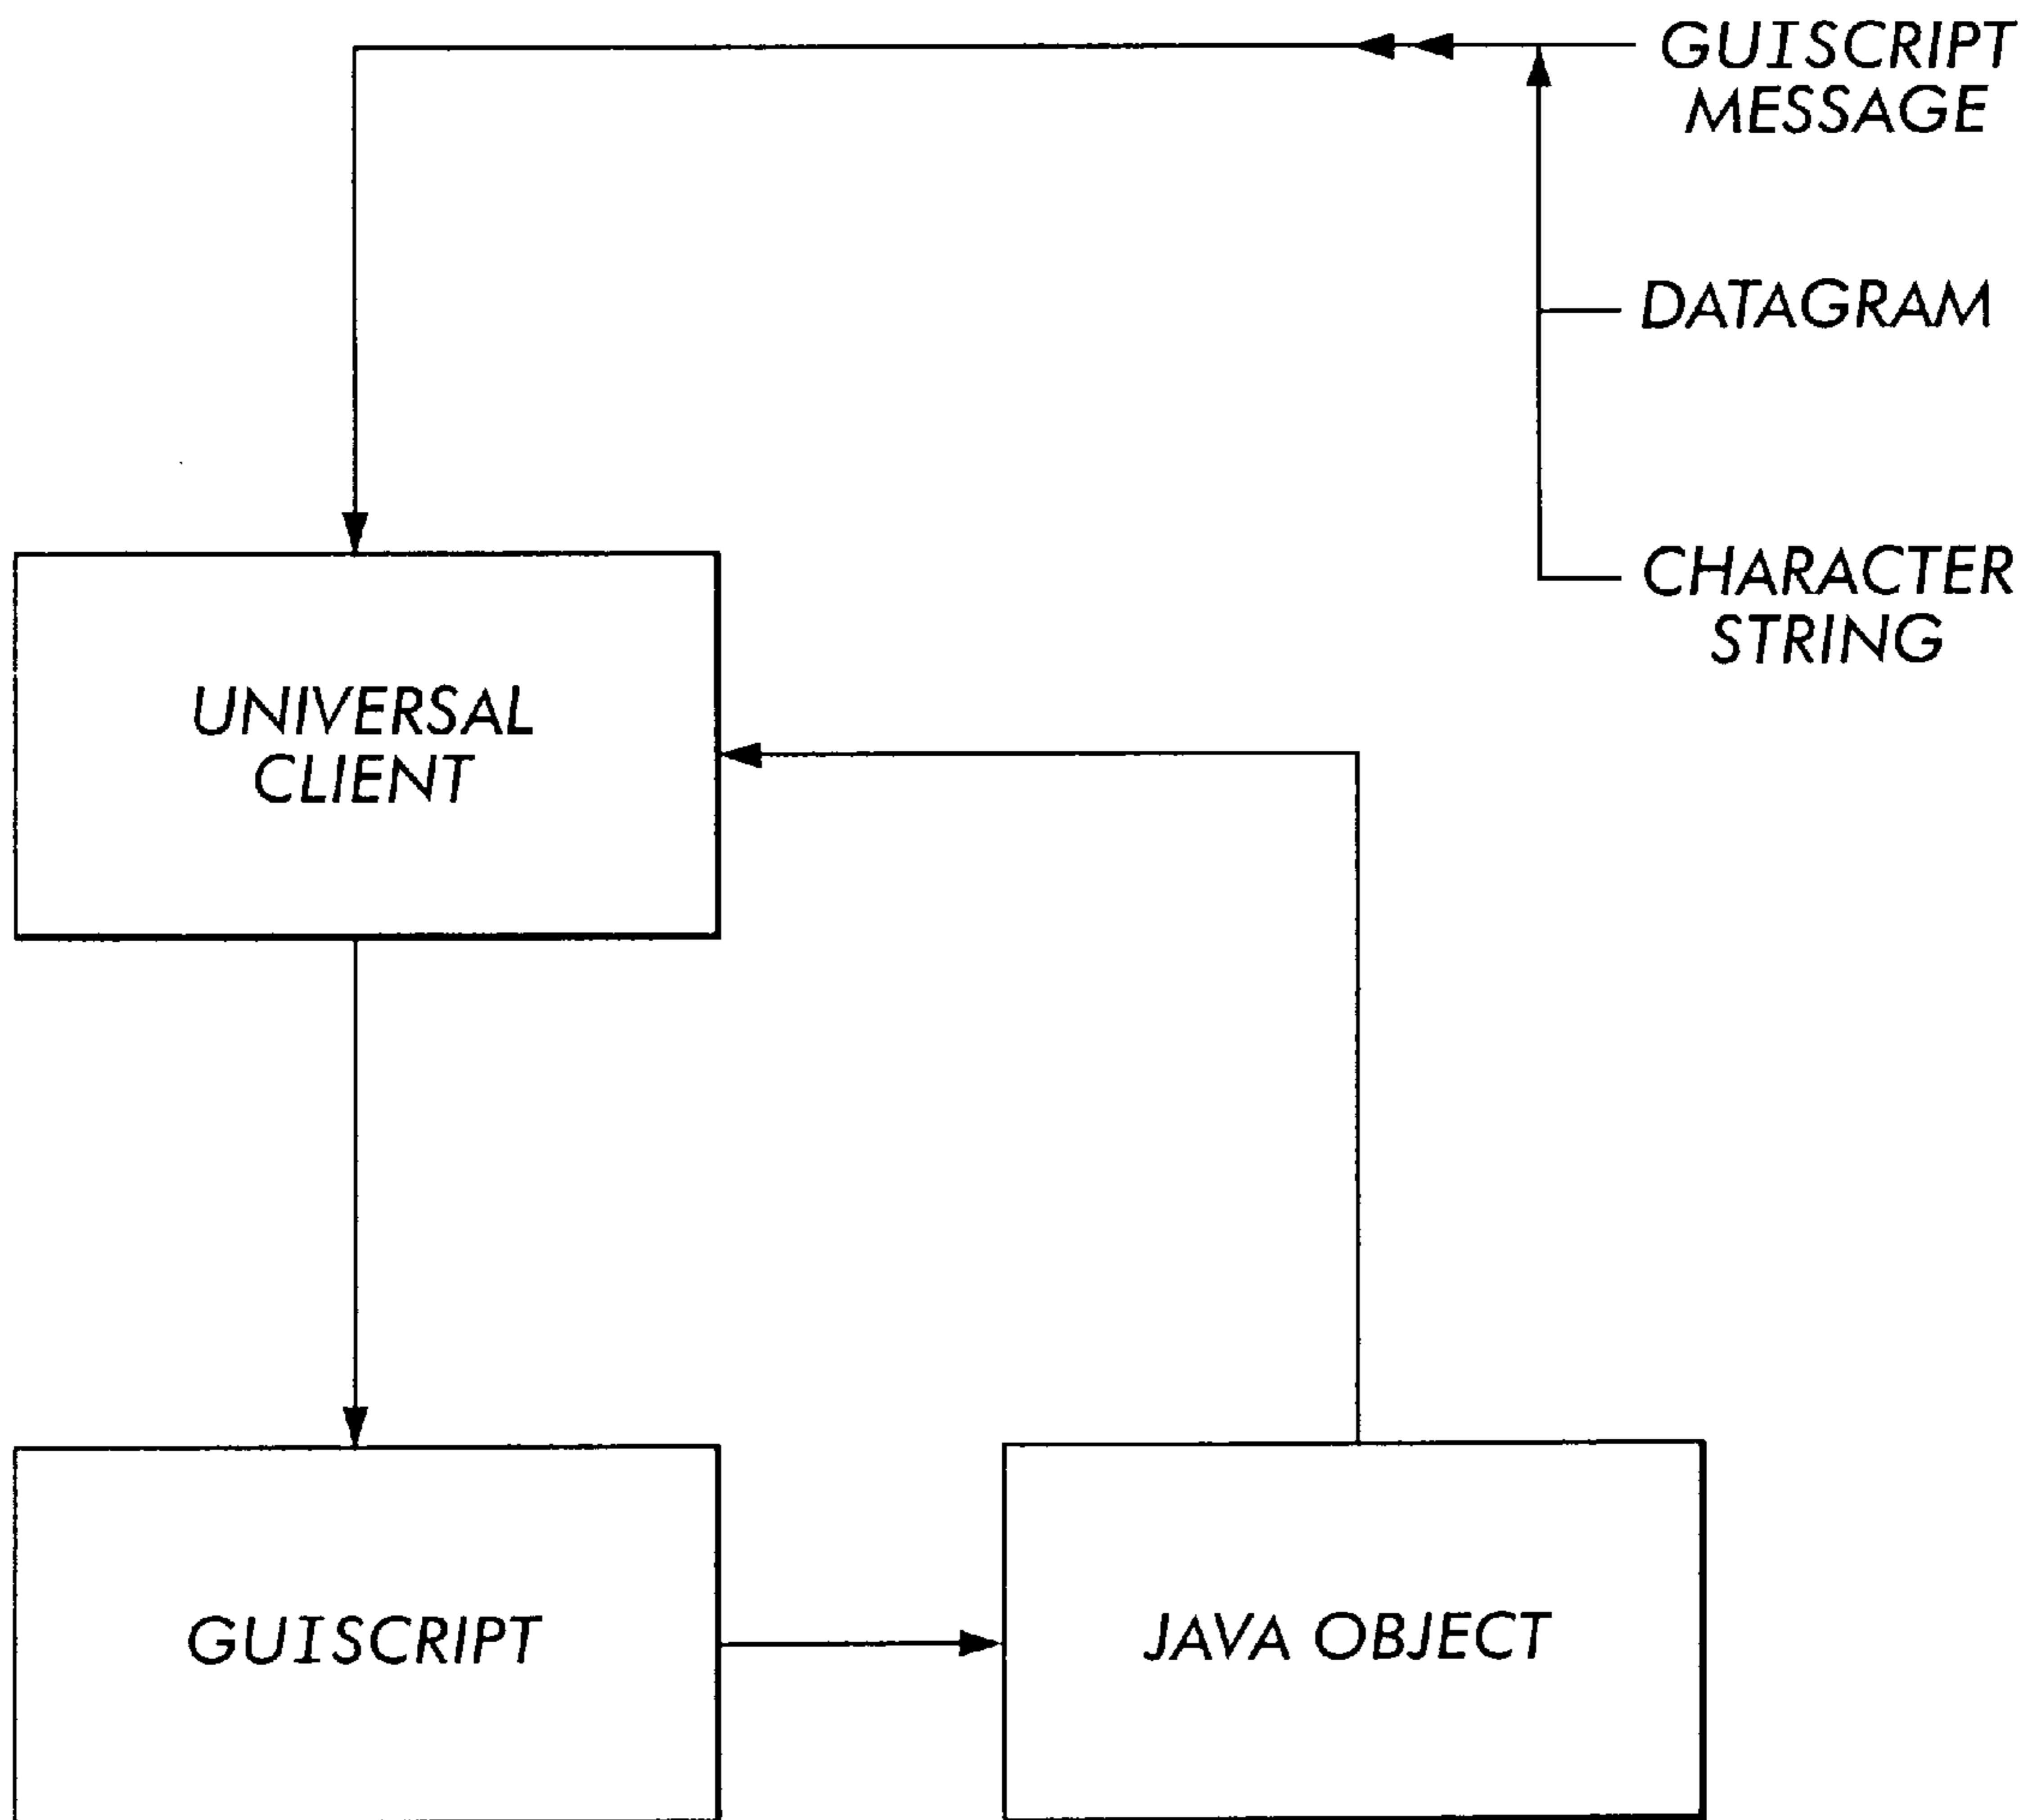 GUISCRIPT
MESSAGE
DATAGRAM
CHARACTER
STRING
UNIVERSAL
CLIENT
GUISCRIPT
JAVA OBJECT